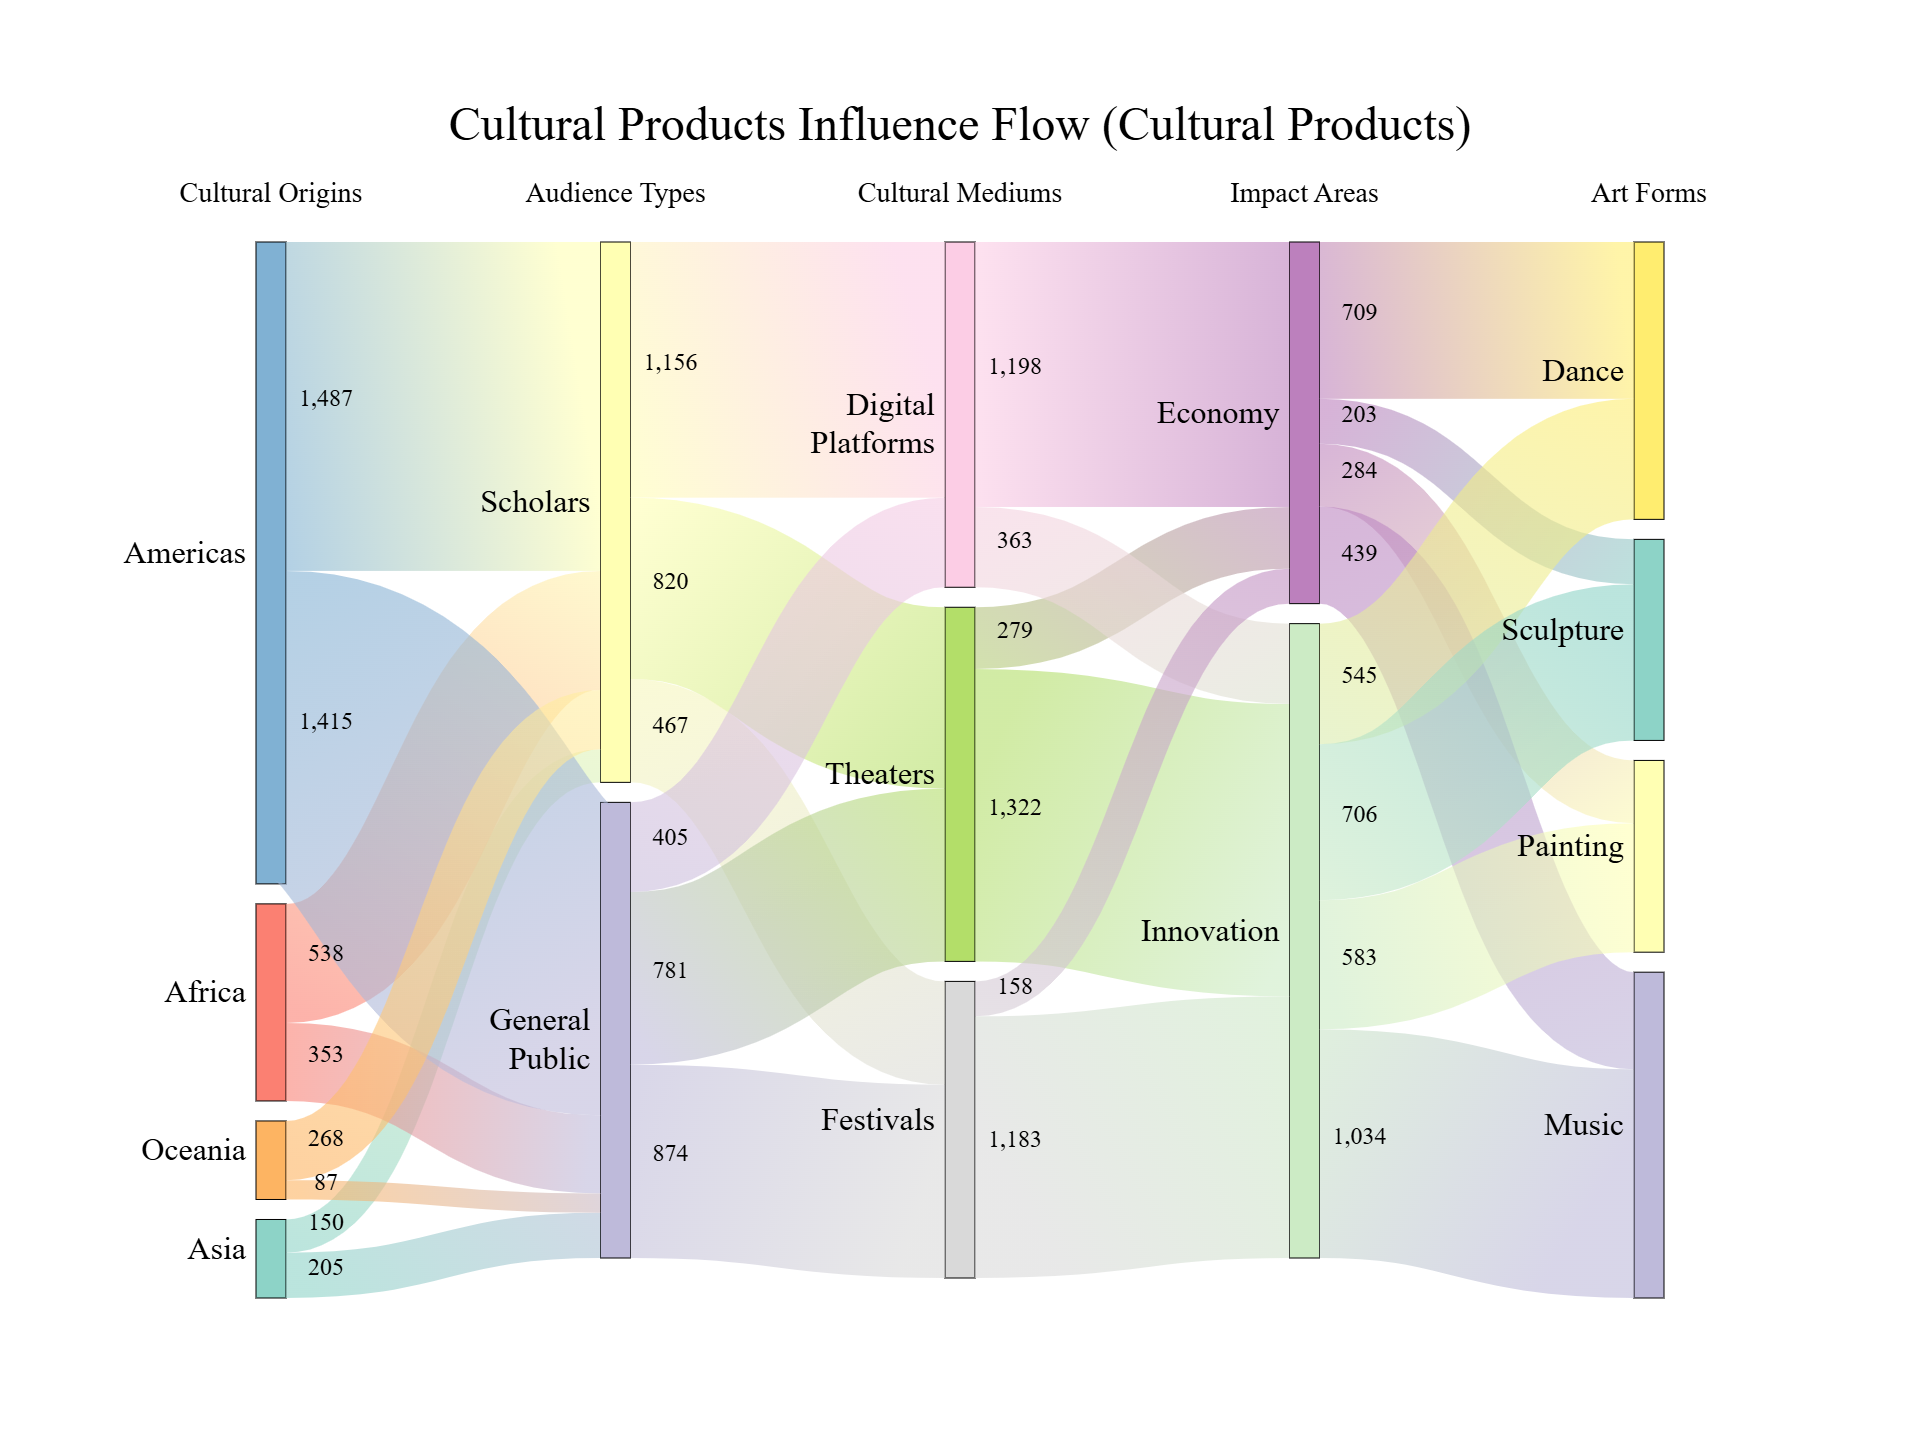 Cultural Products Influence Flow (Cultural Products)
Cultural Origins
Audience Types
Cultural Mediums
Impact Areas
Art Forms
Americas
1,487
1,415
Africa
538
353
Oceania
268
87
Asia
150
205
Scholars
1,156
820
467
General
Public
405
781
874
Digital
Platforms
1,198
363
Theaters
279
1,322
Festivals
158
1,183
Economy
709
203
284
439
Innovation
545
706
583
1,034
Dance
Sculpture
Painting
Music